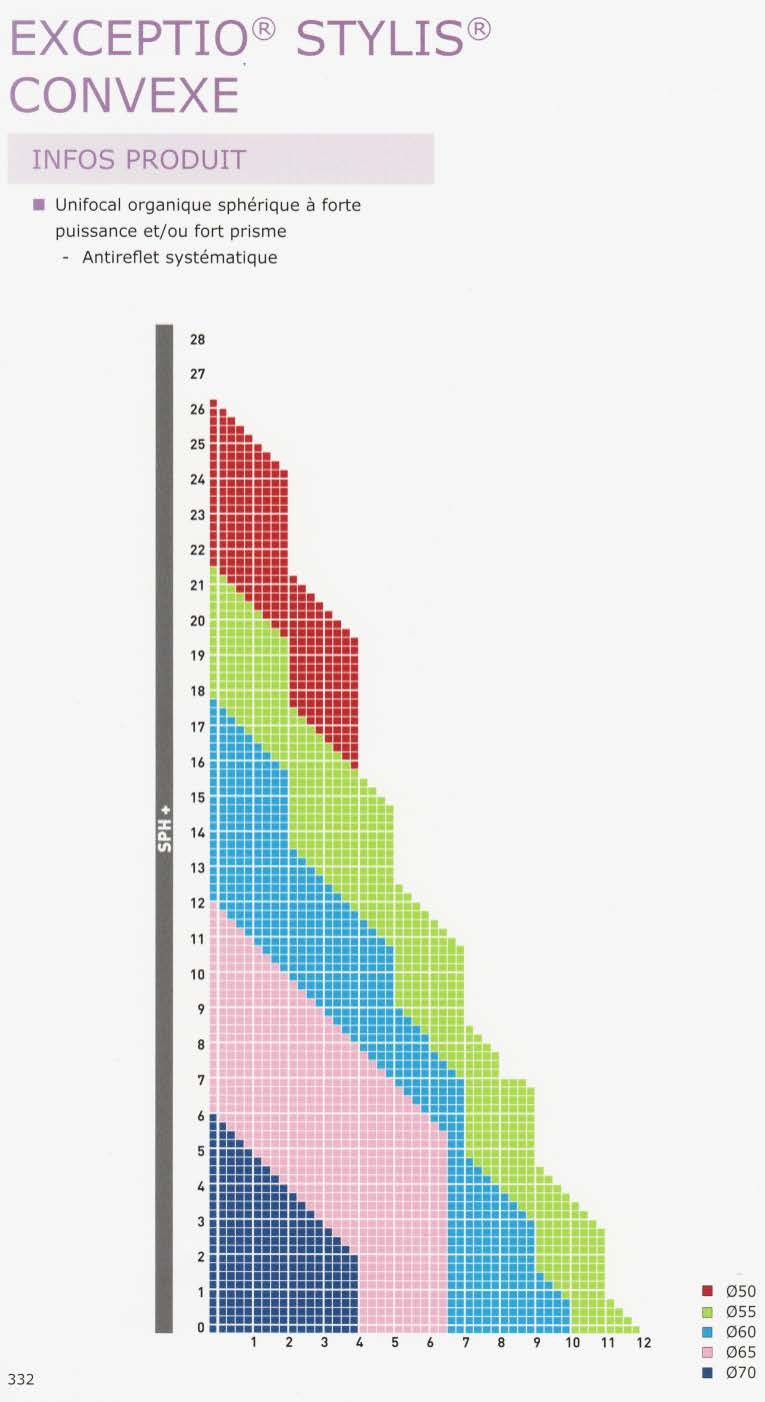 EXCEPTIO® STYLIS®
CONVEXE
INFOS PRODUIT
■ Unifocal organique sphérique à forte
puissance et/ou fort prisme
- Antireflet systématique
28
27
26
25
24
23
22
21
20
19
18
17
16
15
14
13
12
11
10
9
8
7
6
5
4
3
2
1
0
SPH +
1 2 3 4 5 6 7 8 9 10 11 12
Ø50
Ø55
Ø60
Ø65
Ø70
332